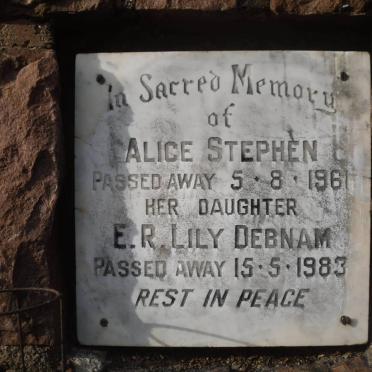 In Sacred Memory
of
ALICE STEPHEN
PASSED AWAY 5·8·1961
HER DAUGHTER
E.R. LILY DEBNAM
PASSED AWAY 15·5·1983
REST IN PEACE